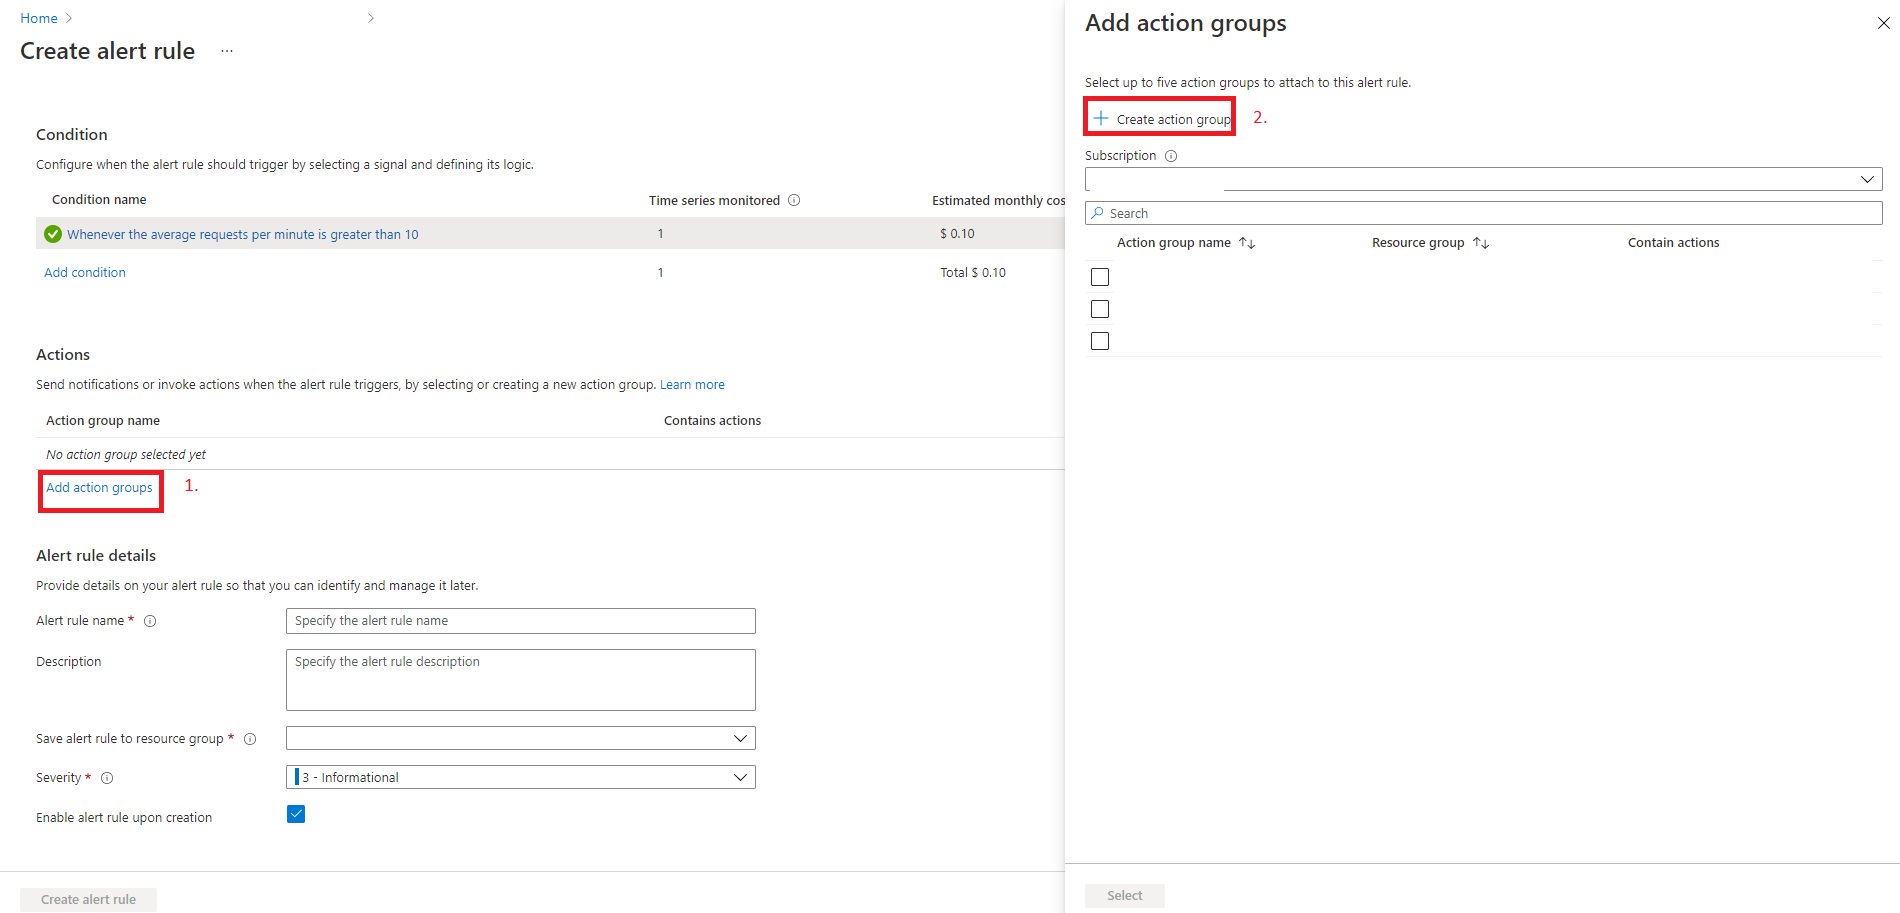 Home
Create alert rule ...
Condition
Configure when the alert rule should trigger by selecting a signal and defining its logic.
Condition name Time series monitored Estimated monthly cos
Whenever the average requests per minute is greater than 10 1 $ 0.10
Add condition 1 Total $ 0.10
Actions
Send notifications or invoke actions when the alert rule triggers, by selecting or creating a new action group. Learn more
Action group name Contains actions
No action group selected yet
Add action groups 1.
Alert rule details
Provide details on your alert rule so that you can identify and manage it later.
Alert rule name * Specify the alert rule name
Description Specify the alert rule description
Save alert rule to resource group *
Severity * 3 - Informational
Enable alert rule upon creation
Create alert rule
Add action groups
Select up to five action groups to attach to this alert rule.
Create action group 2.
Subscription
Search
Action group name Resource group Contain actions
Select